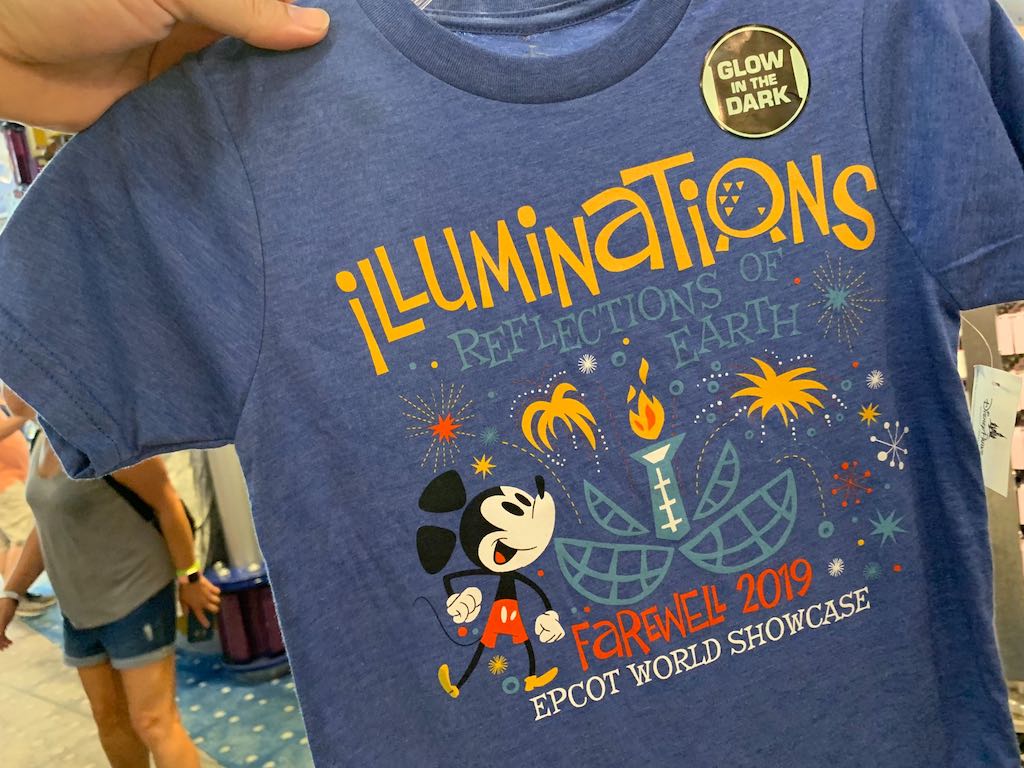 GLOW
IN THE
DARK
iLLUMiNaTiONS
REFLECTIONS OF
EARTH
FaREWELL 2019
EPCOT WORLD SHOWCASE